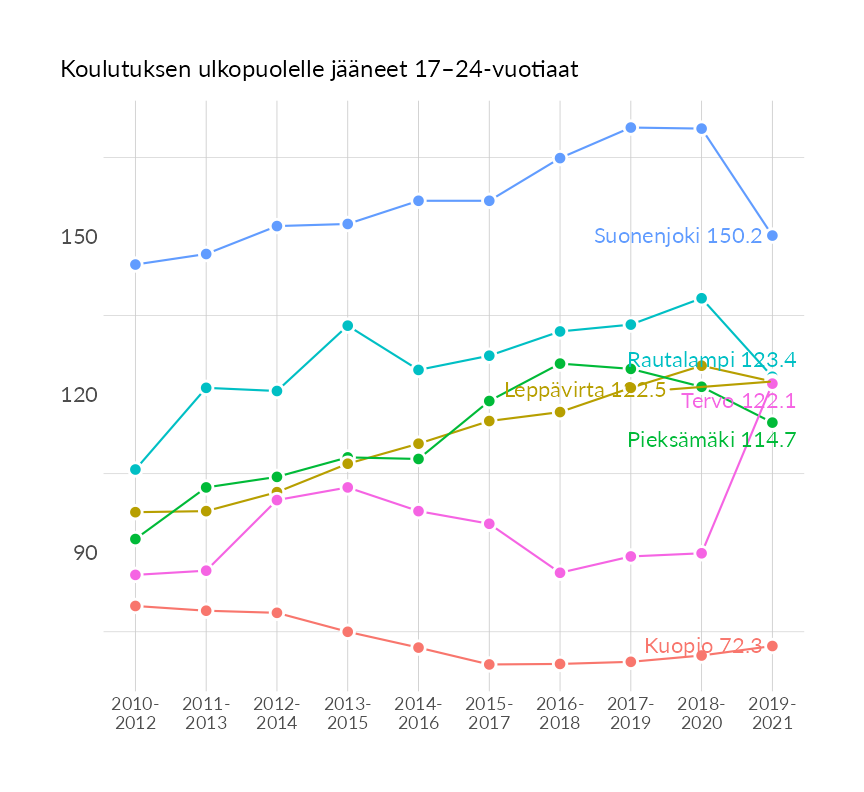 Koulutuksen ulkopuolelle jääneet 17–24-vuotiaat
150
120
90
Suonenjoki 150.2
Rautalampi 123.4
Leppävirta 122.5
Tervo 122.1
Pieksämäki 114.7
Kuopio 72.3
2010- 2011- 2012- 2013- 2014- 2015- 2016- 2017- 2018- 2019-
2012 2013 2014 2015 2016 2017 2018 2019 2020 2021